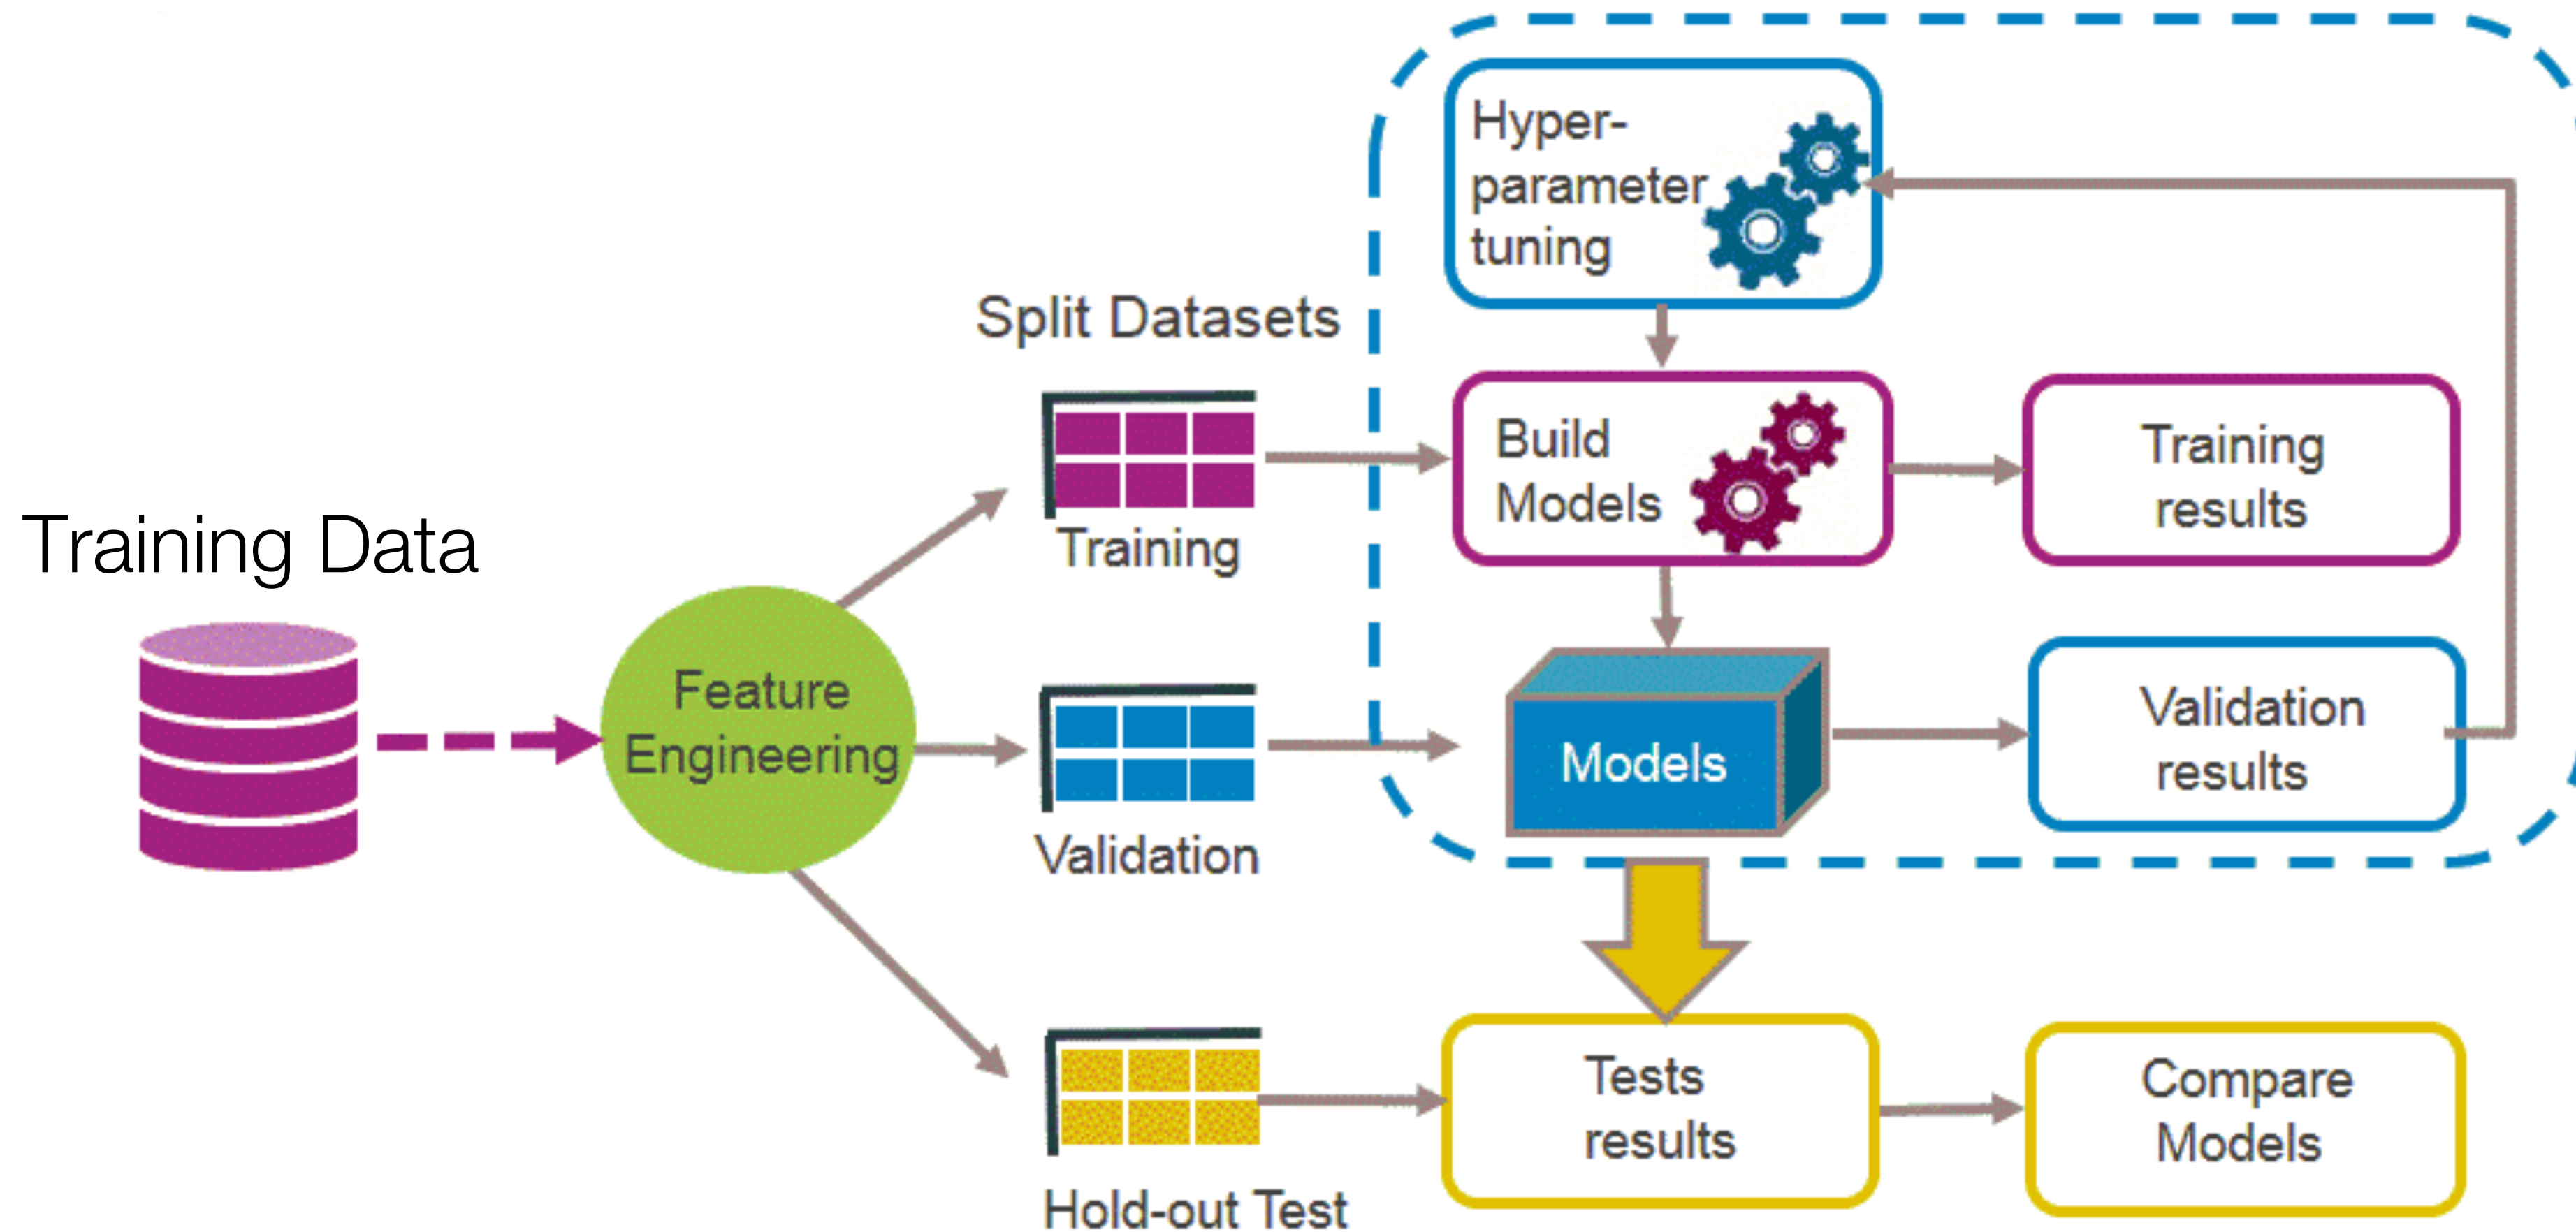 Training Data
Feature
Engineering
Split Datasets
Training
Validation
Hold-out Test
Hyper-
parameter
tuning
Build
Models
Training
results
Models
Validation
results
Tests
results
Compare
Models